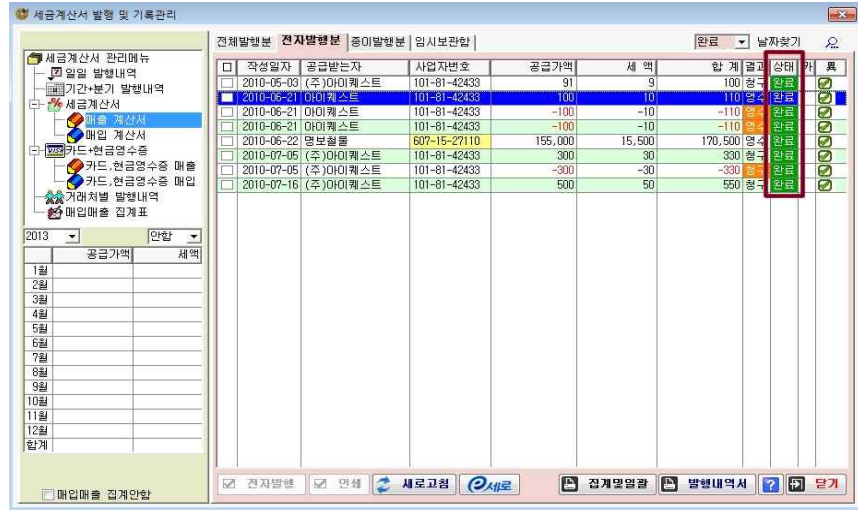 세금계산서 발행 및 기록관리
세금계산서 관리메뉴
일일 발행내역
기간+분기 발행내역
세금계산서
매출 계산서
매입 계산서
카드+현금영수증
카드,현금영수증 매출
카드,현금영수증 매입
거래처별 발행내역
매입매출 집계표
2013 안함
공급가액 세액
1월
2월
3월
4월
5월
6월
7월
8월
9월
10월
11월
12월
합계
매입매출 집계안함
전체발행분 전자발행분 종이발행분 임시보관함 완료 날짜찾기
작성일자 공급받는자 사업자번호 공급가액 세 액 합 계 결과 상태 카 異
2010-05-03 (주)아이퀘스트 101-81-42433 91 9 100 청구 완료
2010-06-21 아이퀘스트 101-81-42433 100 10 110 영수 완료
2010-06-21 아이퀘스트 101-81-42433 -100 -10 -110 영수 완료
2010-06-21 아이퀘스트 101-81-42433 -100 -10 -110 영수 완료
2010-06-22 명보철물 607-15-27110 155,000 15,500 170,500 영수 완료
2010-07-05 (주)아이퀘스트 101-81-42433 300 30 330 청구 완료
2010-07-05 (주)아이퀘스트 101-81-42433 -300 -30 -330 청구 완료
2010-07-16 (주)아이퀘스트 101-81-42433 500 50 550 청구 완료
전자발행 인쇄 새로고침 e세로 집계및일괄 발행내역서 ? 닫기